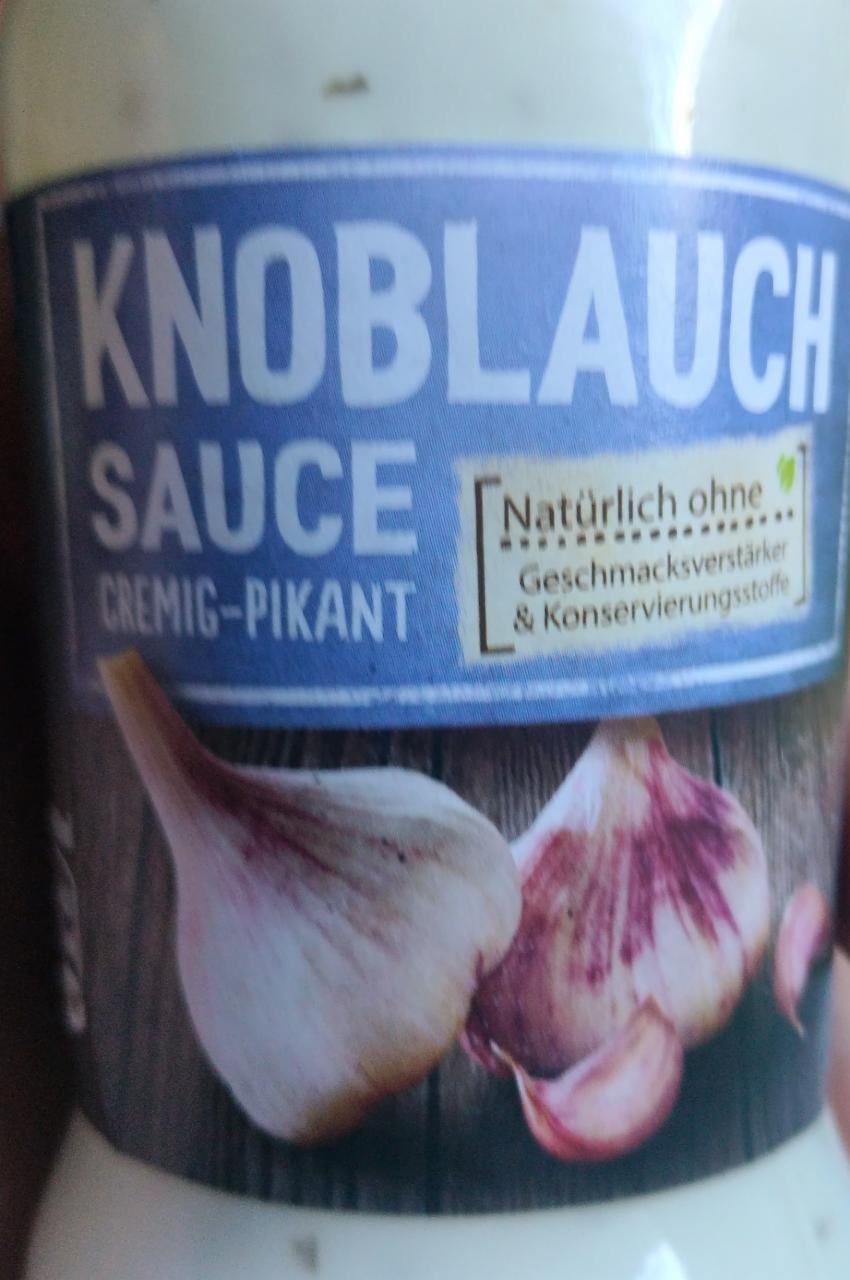 KNOBLAUCH
SAUCE
CREMIG-PIKANT
Natürlich ohne
Geschmacksverstärker
& Konservierungsstoffe